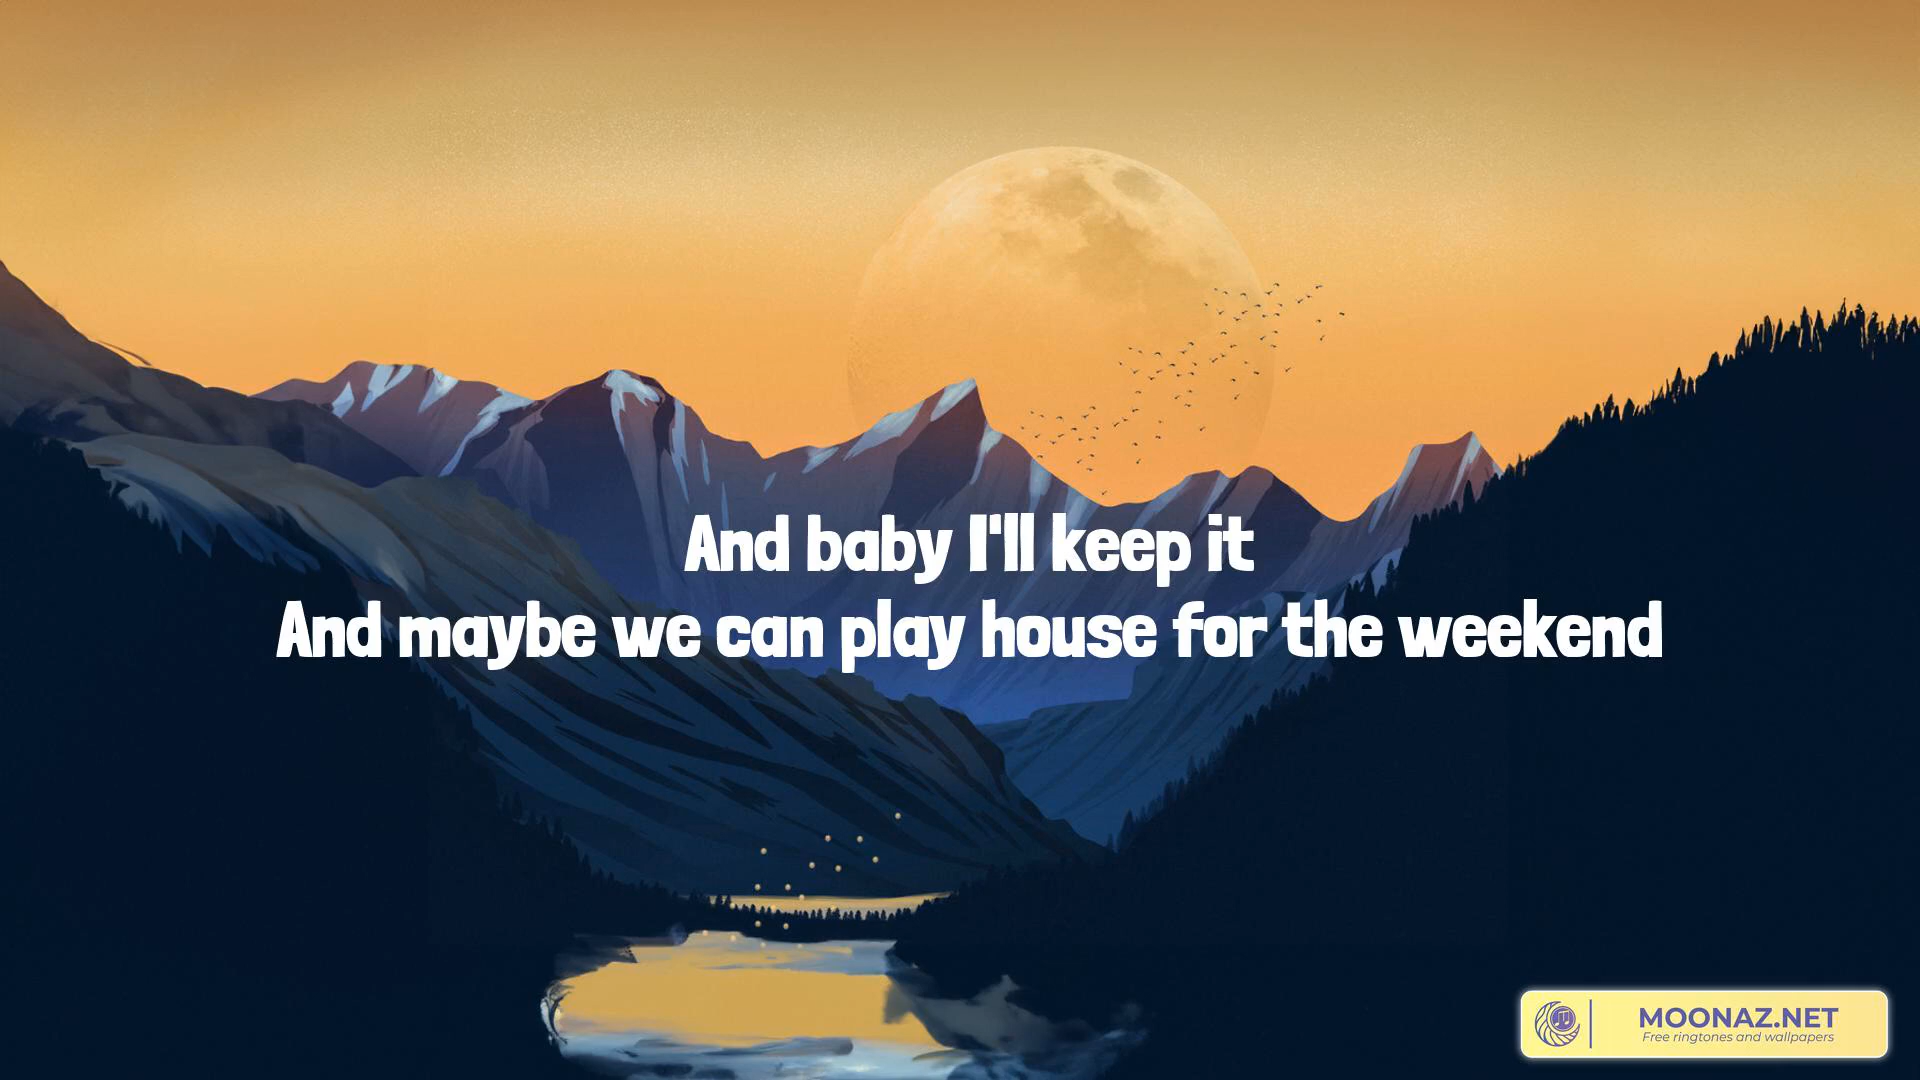 And baby I'll keep it
And maybe we can play house for the weekend
MOONAZ.NET
Free ringtones and wallpapers